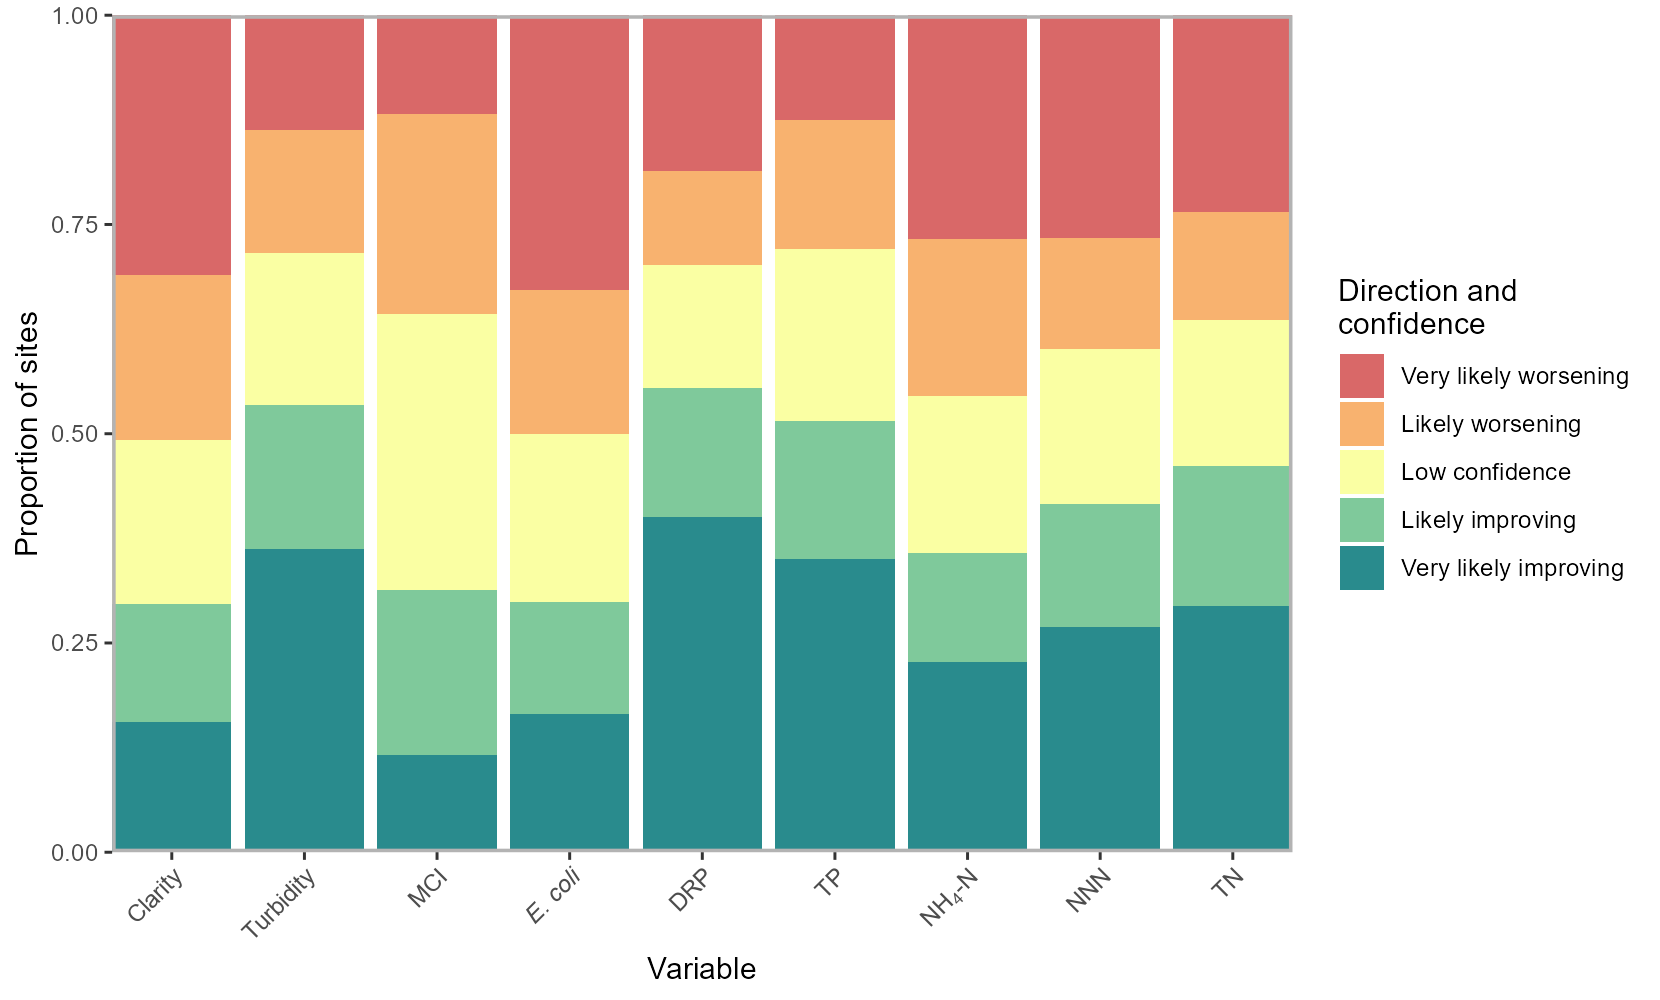 1.00
0.75
0.50
0.25
0.00
Proportion of sites
Clarity
Turbidity
MCI
E. coli
DRP
TP
NH₄-N
NNN
TN
Variable
Direction and
confidence
Very likely worsening
Likely worsening
Low confidence
Likely improving
Very likely improving